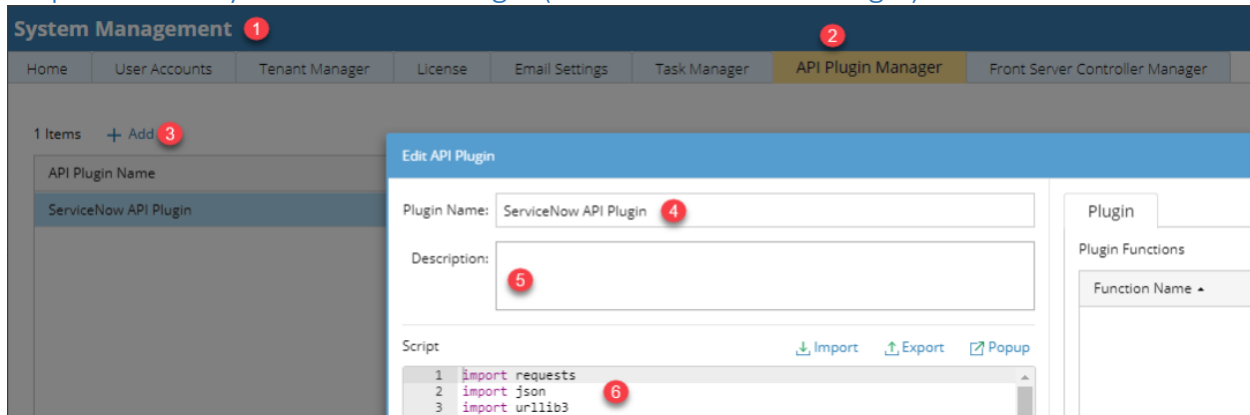 System Management 1
2
Home User Accounts Tenant Manager License Email Settings Task Manager API Plugin Manager Front Server Controller Manager
1 Items + Add 3
Edit API Plugin
API Plugin Name
ServiceNow API Plugin
Plugin Name: ServiceNow API Plugin 4
Plugin
Description: 5
Plugin Functions
Function Name
Script Import Export Popup
1 import requests
2 import json 6
3 import urllib3